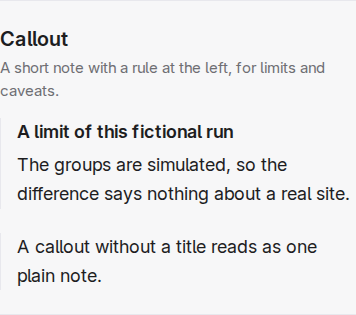 Callout
A short note with a rule at the left, for limits and
caveats.
A limit of this fictional run
The groups are simulated, so the
difference says nothing about a real site.
A callout without a title reads as one
plain note.